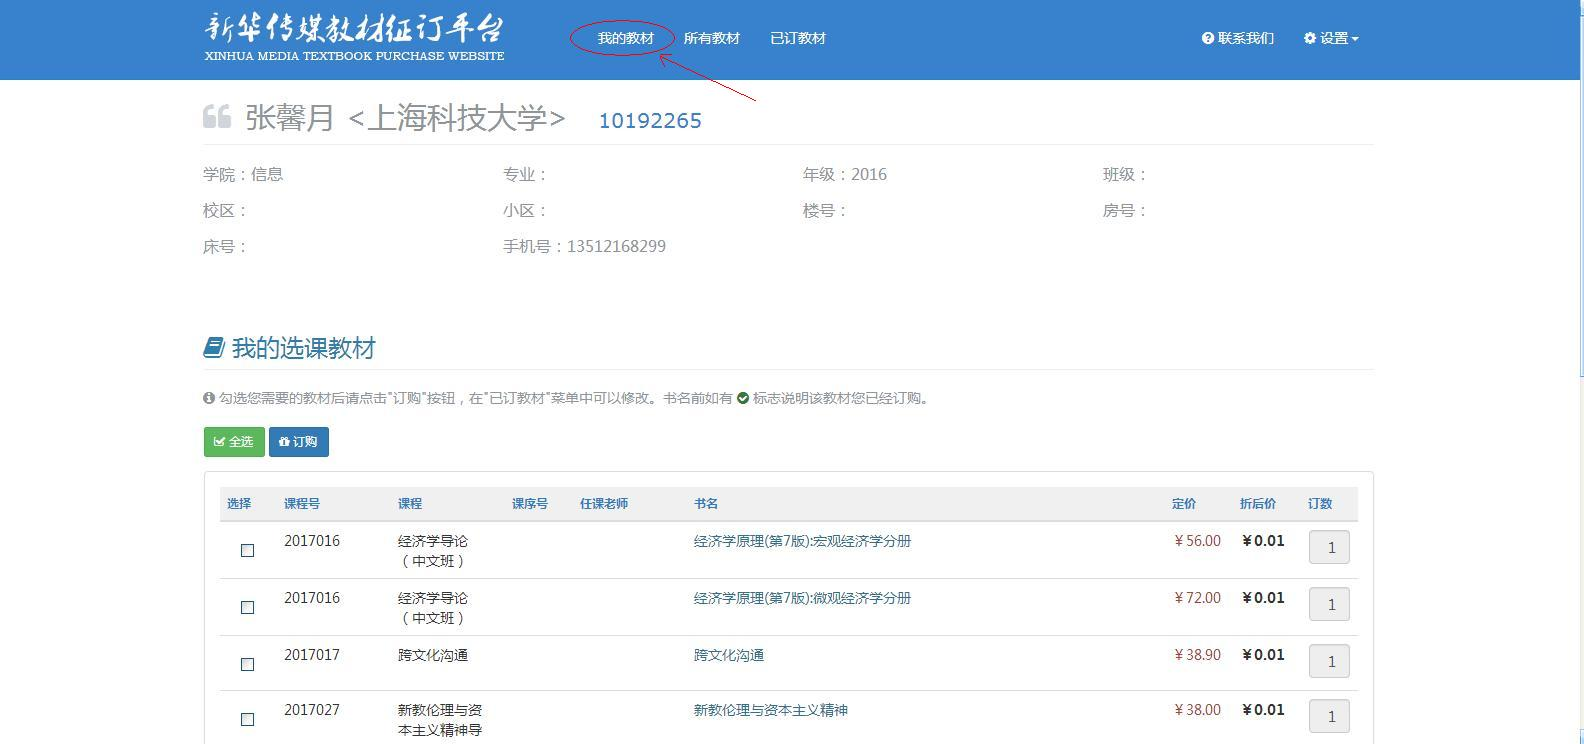 新华传媒教材征订平台
XINHUA MEDIA TEXTBOOK PURCHASE WEBSITE
我的教材 所有教材 已订教材 联系我们 设置
张馨月 <上海科技大学> 10192265
学院：信息 专业： 年级：2016 班级：
校区： 小区： 楼号： 房号：
床号： 手机号：13512168299
我的选课教材
勾选您需要的教材后请点击"订购"按钮，在"已订教材"菜单中可以修改。书名前如有 标志说明该教材您已经订购。
全选 订购
选择 课程号 课程 课序号 任课老师 书名 定价 折后价 订数
2017016 经济学导论（中文班） 经济学原理(第7版):宏观经济学分册 ¥56.00 ¥0.01 1
2017016 经济学导论（中文班） 经济学原理(第7版):微观经济学分册 ¥72.00 ¥0.01 1
2017017 跨文化沟通 跨文化沟通 ¥38.90 ¥0.01 1
2017027 新教伦理与资本主义精神导 新教伦理与资本主义精神 ¥38.00 ¥0.01 1